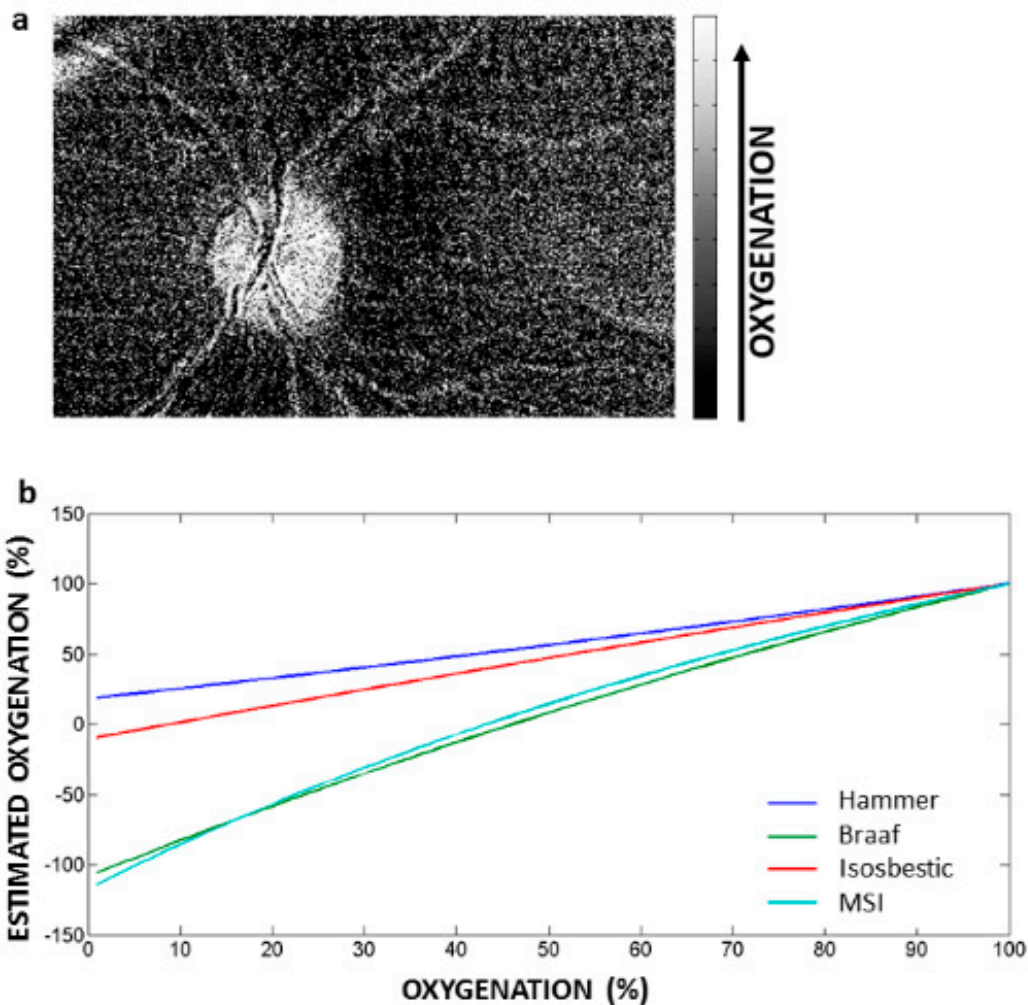 a
OXYGENATION
b
ESTIMATED OXYGENATION (%)
150
100
50
0
-50
-100
-150
0 10 20 30 40 50 60 70 80 90 100
OXYGENATION (%)
Hammer
Braaf
Isosbestic
MSI